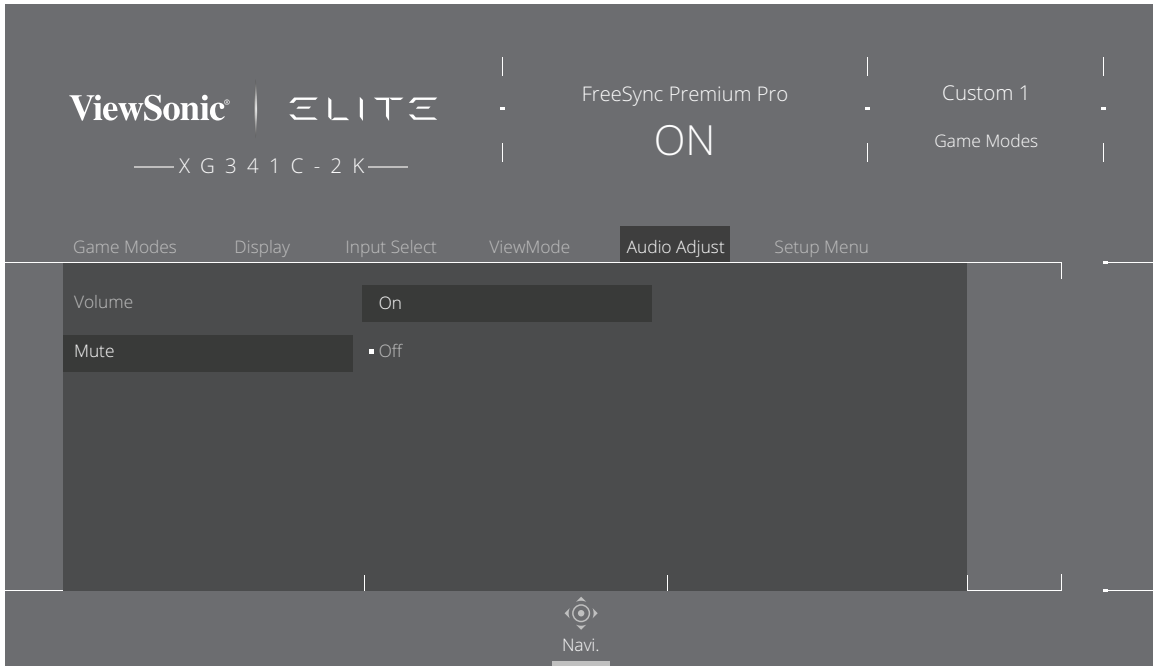 ViewSonic® | ELITE
XG341C-2K
FreeSync Premium Pro
ON
Custom 1
Game Modes
Game Modes Display Input Select ViewMode Audio Adjust Setup Menu
Volume On
Mute Off
Navi.